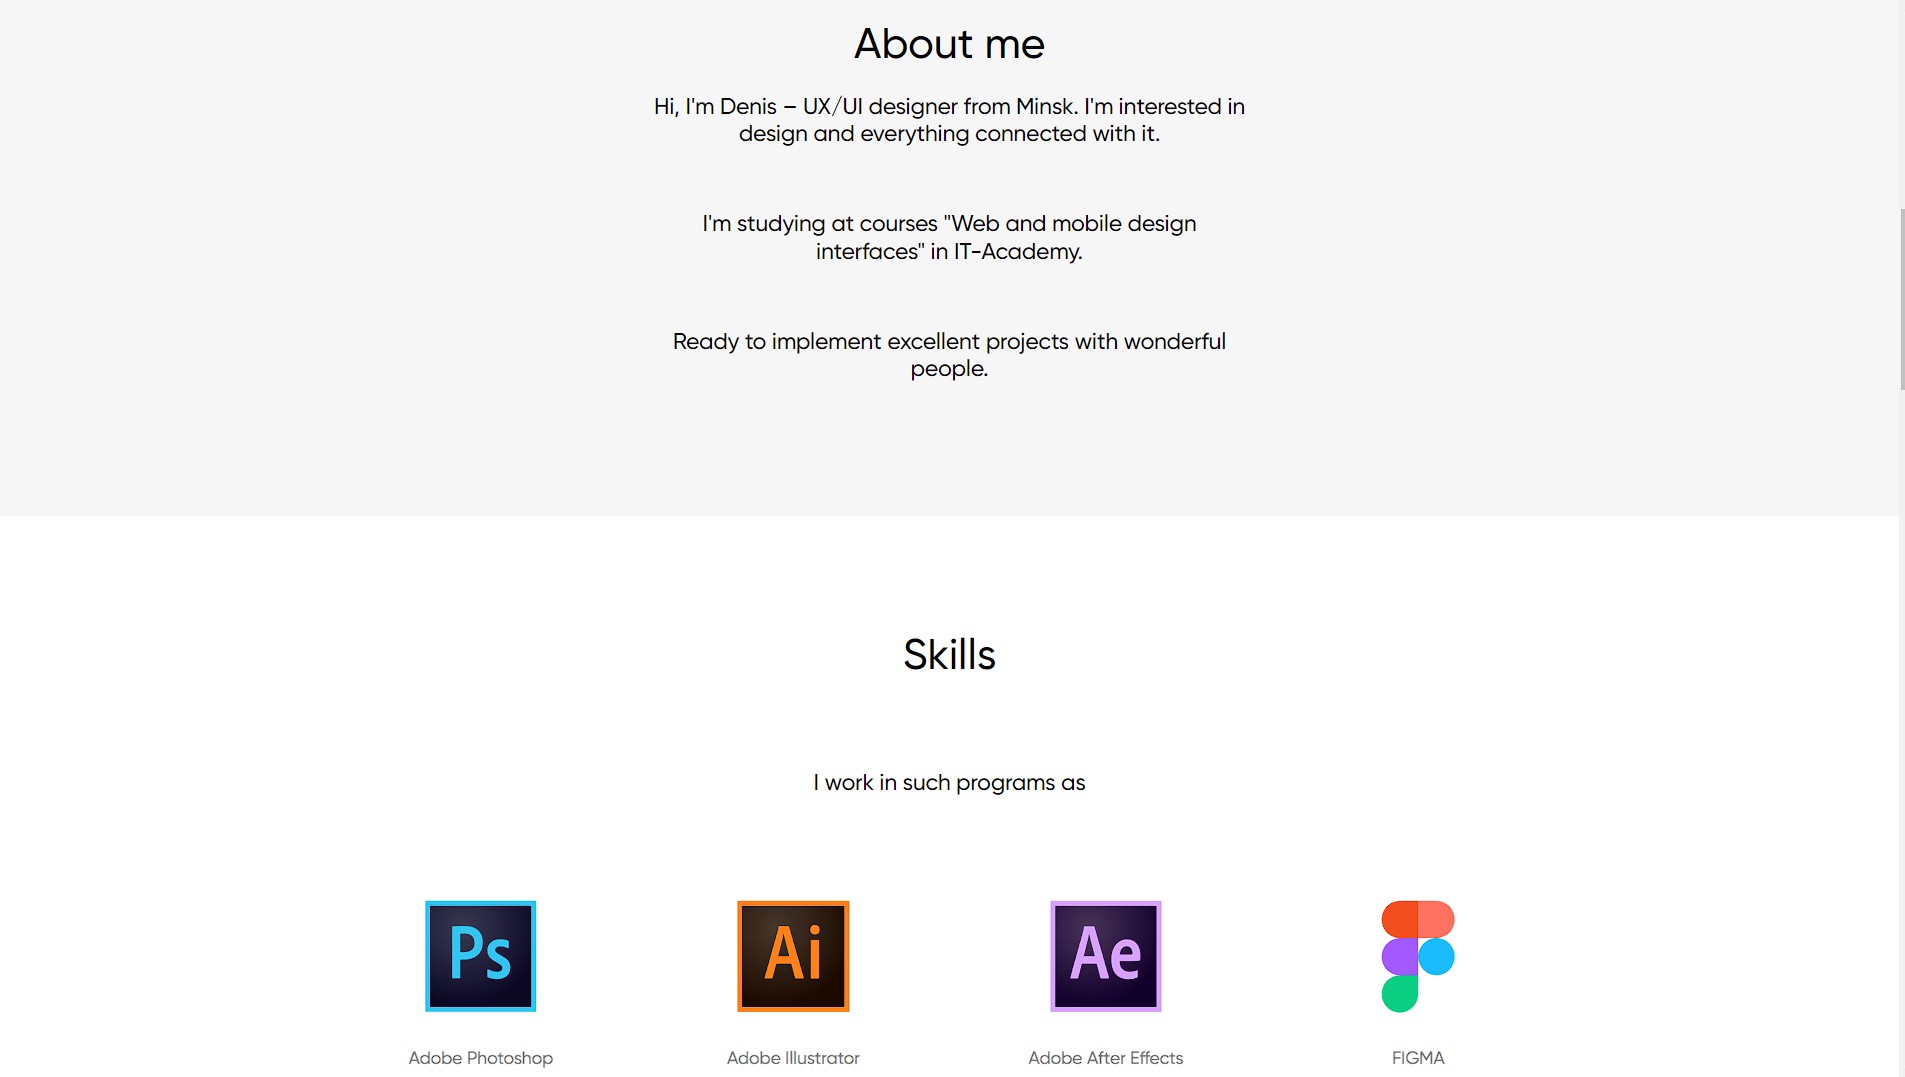 About me
Hi, I'm Denis – UX/UI designer from Minsk. I'm interested in
design and everything connected with it.
I'm studying at courses "Web and mobile design
interfaces" in IT-Academy.
Ready to implement excellent projects with wonderful
people.
Skills
I work in such programs as
Ps
Ai
Ae
Adobe Photoshop
Adobe Illustrator
Adobe After Effects
FIGMA